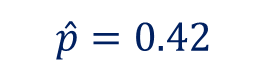 p̂ = 0.42